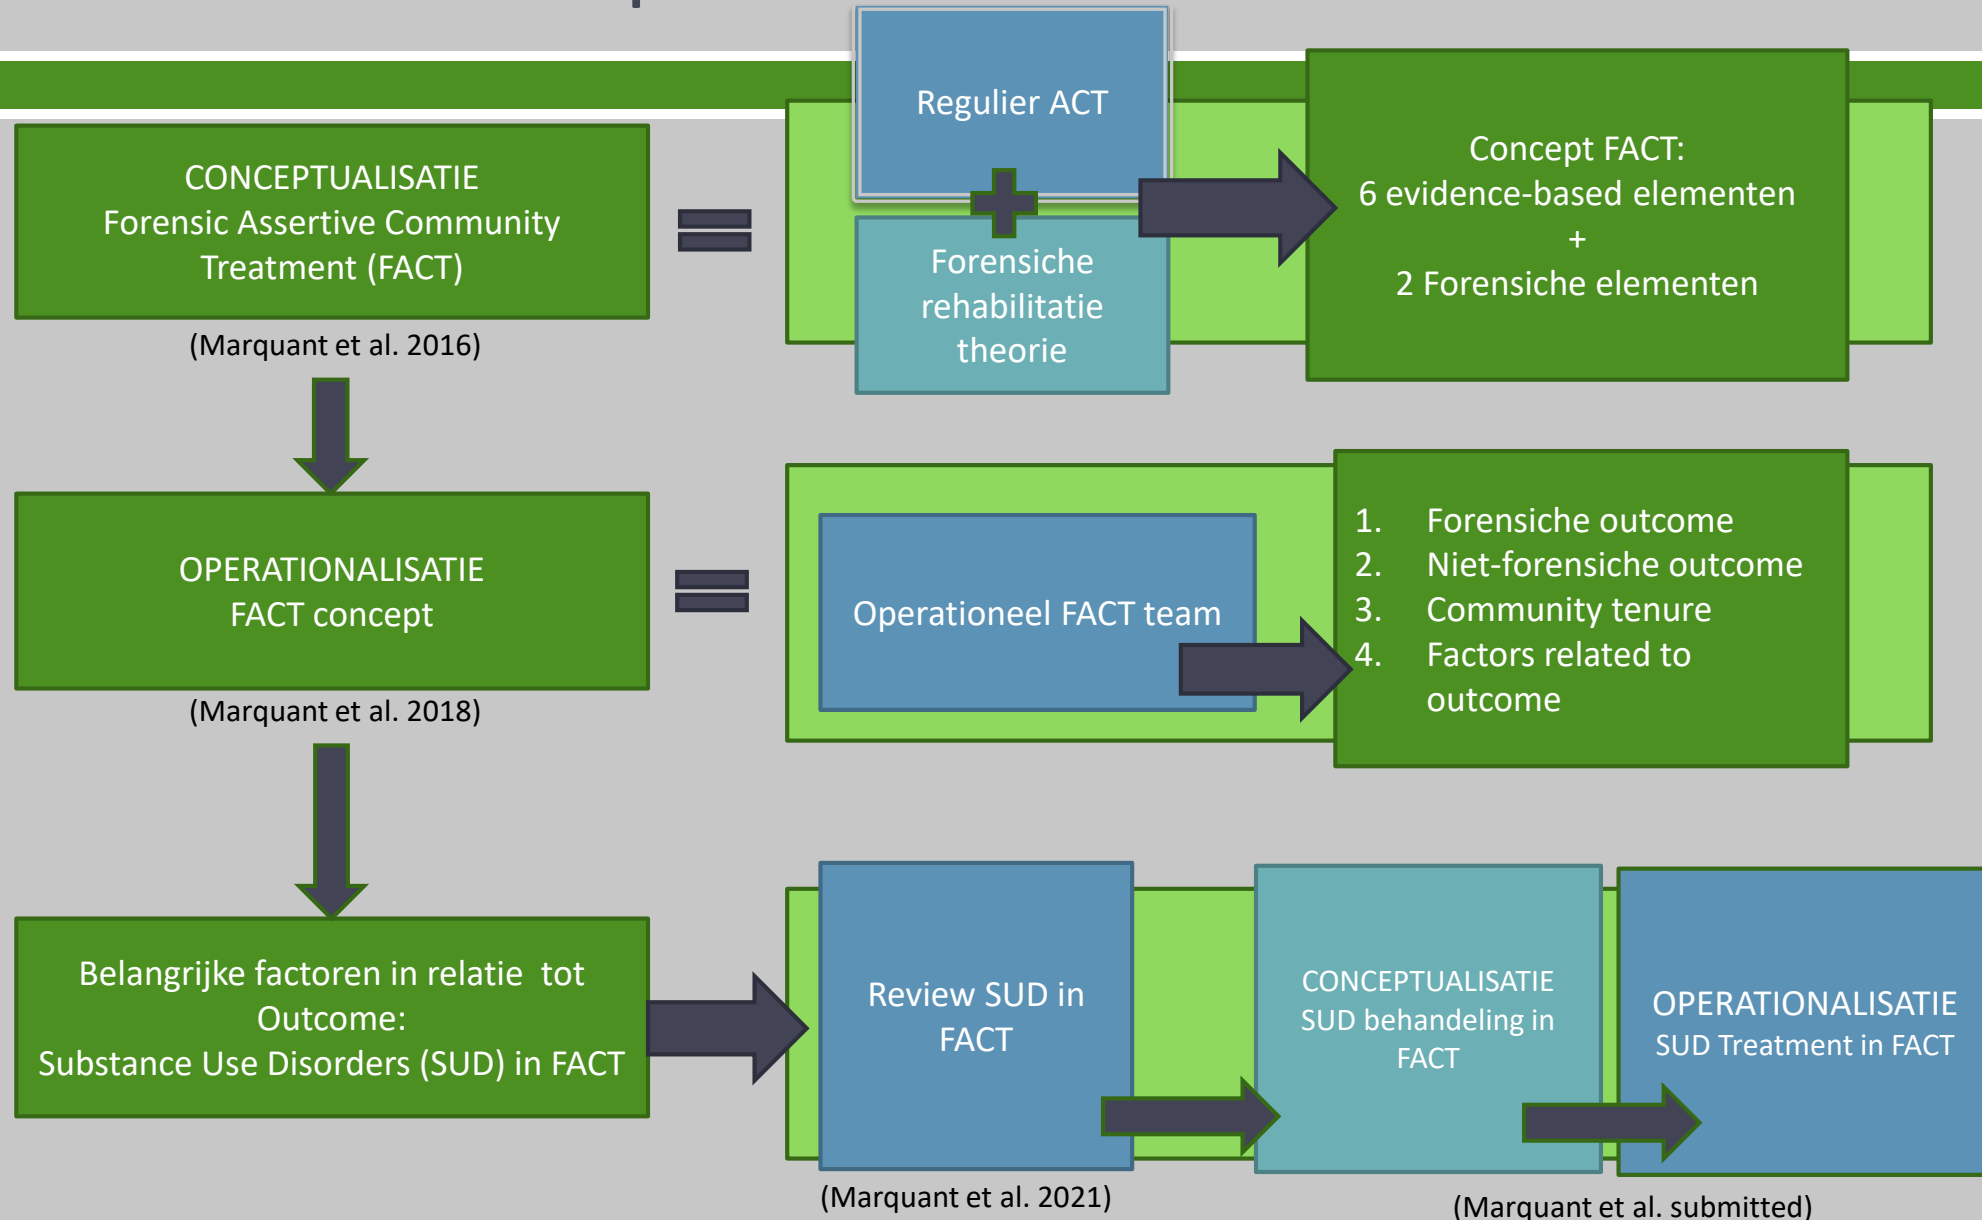 CONCEPTUALISATIE
Forensic Assertive Community
Treatment (FACT)
(Marquant et al. 2016)
Regulier ACT
Forensiche
rehabilitatie
theorie
Concept FACT:
6 evidence-based elementen
+
2 Forensiche elementen
OPERATIONALISATIE
FACT concept
(Marquant et al. 2018)
Operationeel FACT team
1. Forensiche outcome
2. Niet-forensiche outcome
3. Community tenure
4. Factors related to
outcome
Belangrijke factoren in relatie tot
Outcome:
Substance Use Disorders (SUD) in FACT
Review SUD in
FACT
(Marquant et al. 2021)
CONCEPTUALISATIE
SUD behandeling in
FACT
OPERATIONALISATIE
SUD Treatment in FACT
(Marquant et al. submitted)